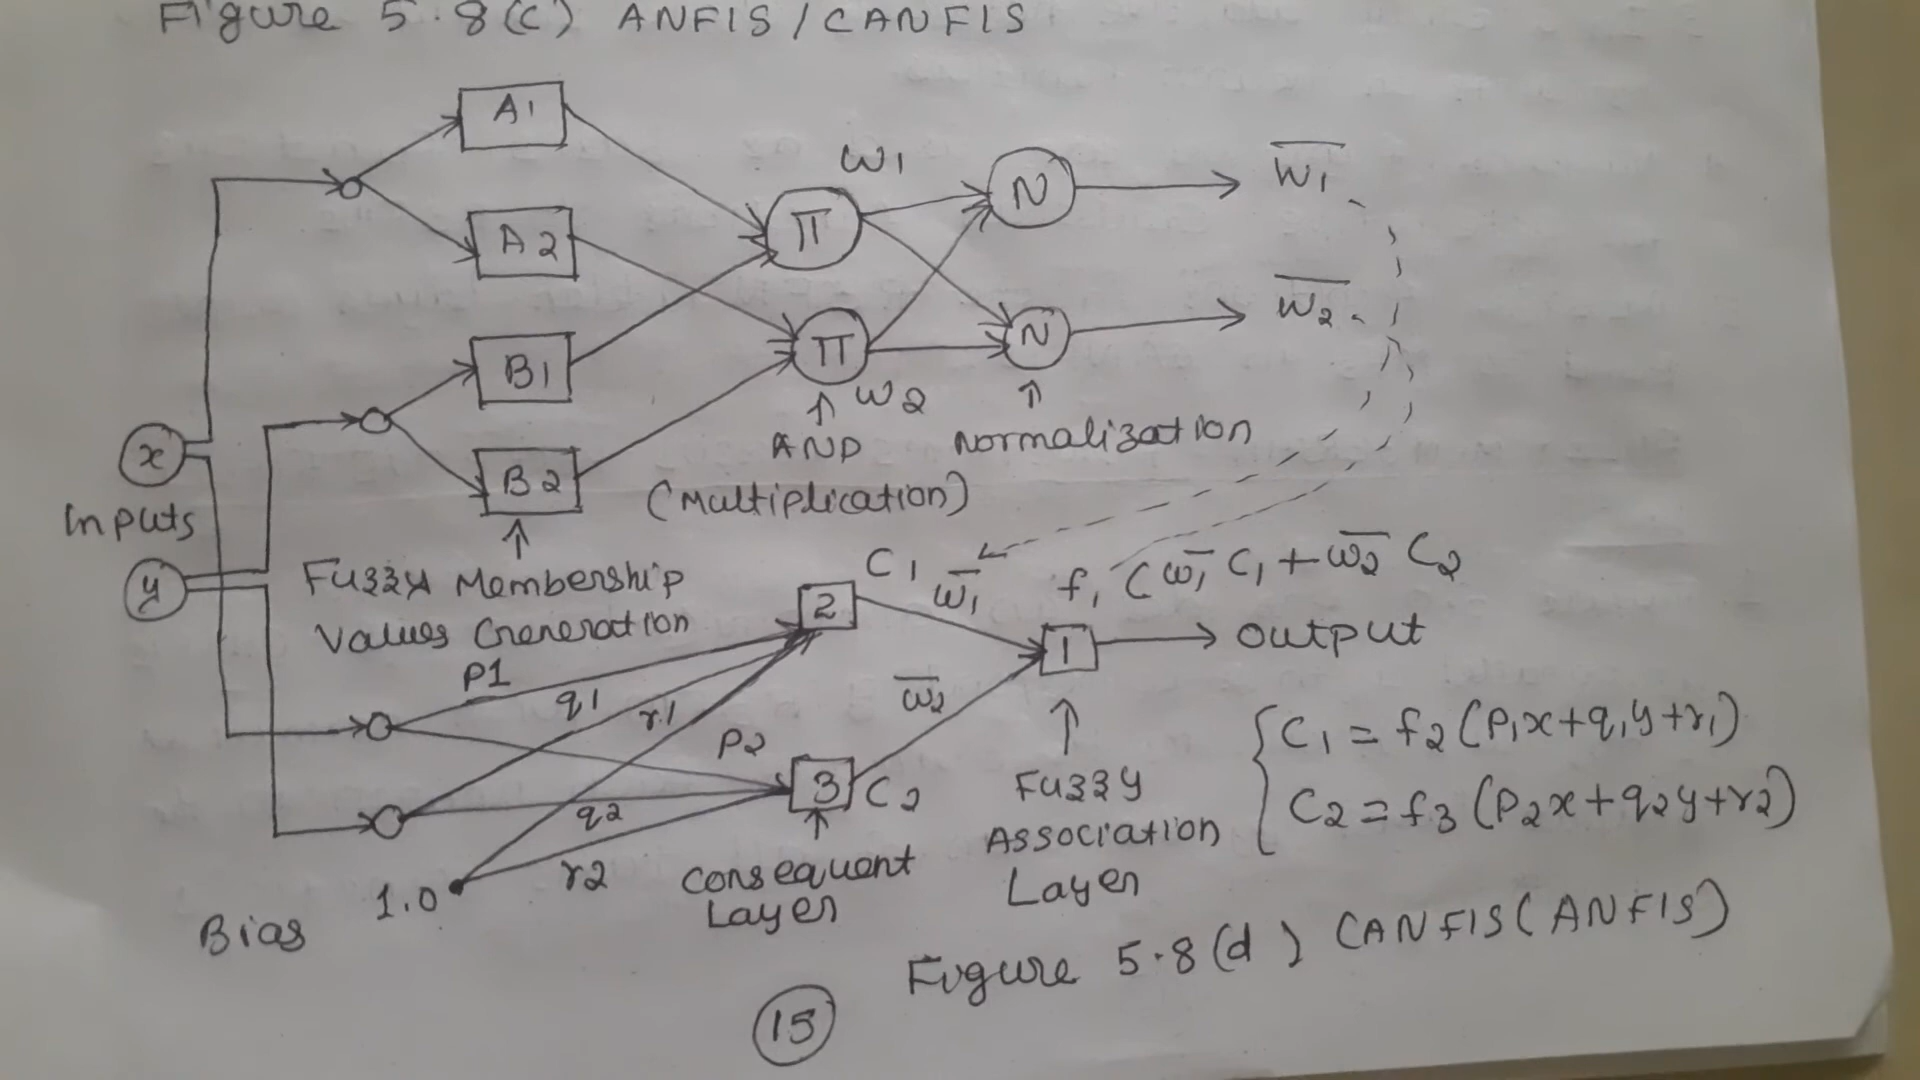 Figure 5.8(c) ANFIS/CANFIS
A1
A2
B1
B2
Π
Π
ω1
ω2
N
N
W̅1
W̅2
x
Inputs
y
↑
AND
(Multiplication)
↑
Normalization
↑
Fuzzy Membership
Values Generation
P1
q1
r1
P2
q2
r2
1.0
Bias
2
C1
ω̅1
3
C2
ω̅2
↑
Consequent
Layer
1
f1 (ω̅1 C1 + ω̅2 C2
Output
↑
Fuzzy
Association
Layer
{ C1 = f2 (P1x+q1y+r1)
C2 = f3 (P2x+q2y+r2)
Figure 5.8(d) CANFIS(ANFIS)
15